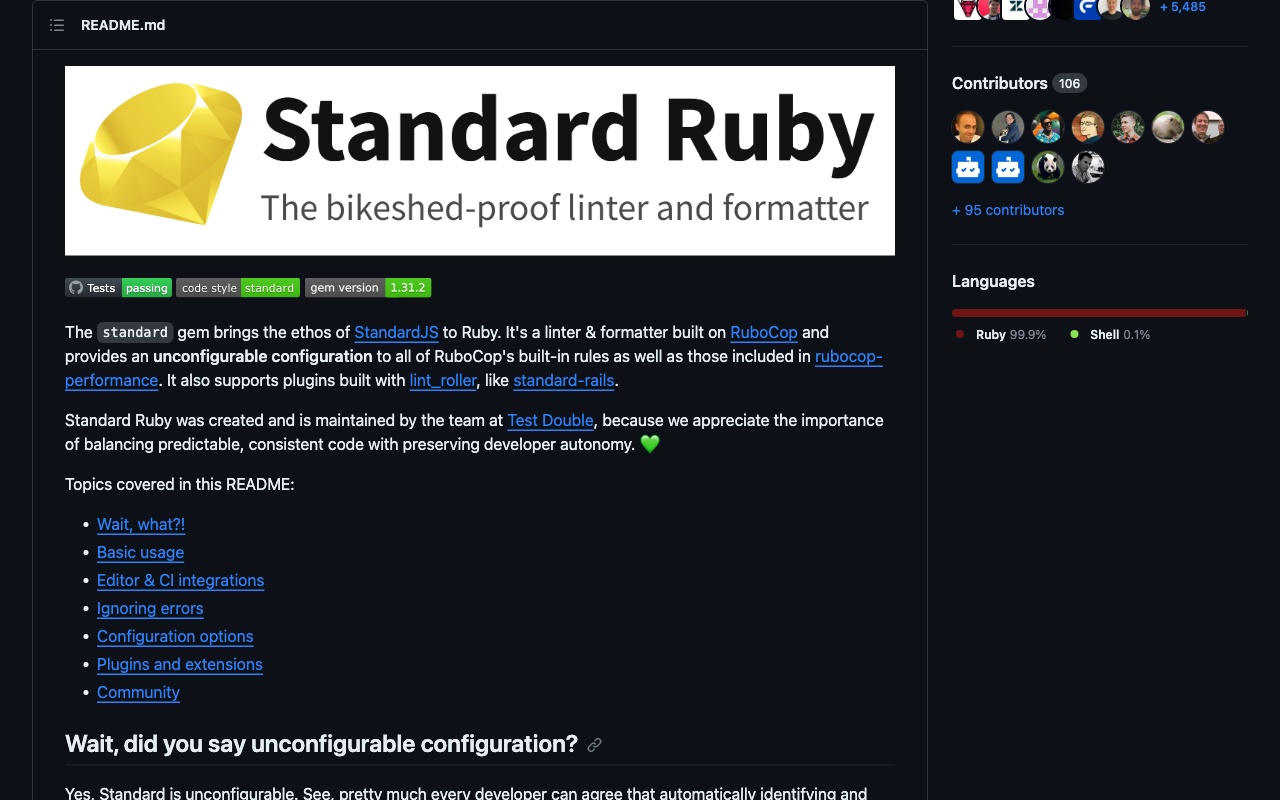 README.md
Standard Ruby
The bikeshed-proof linter and formatter
Tests passing code style standard gem version 1.31.2
The standard gem brings the ethos of StandardJS to Ruby. It's a linter & formatter built on RuboCop and
provides an unconfigurable configuration to all of RuboCop's built-in rules as well as those included in rubocop-
performance. It also supports plugins built with lint_roller, like standard-rails.
Standard Ruby was created and is maintained by the team at Test Double, because we appreciate the importance
of balancing predictable, consistent code with preserving developer autonomy. 💚
Topics covered in this README:
• Wait, what?!
• Basic usage
• Editor & CI integrations
• Ignoring errors
• Configuration options
• Plugins and extensions
• Community
Wait, did you say unconfigurable configuration?
Yes, Standard is unconfigurable. See, pretty much every developer can agree that automatically identifying and
+ 5,485
Contributors 106
+ 95 contributors
Languages
Ruby 99.9% Shell 0.1%